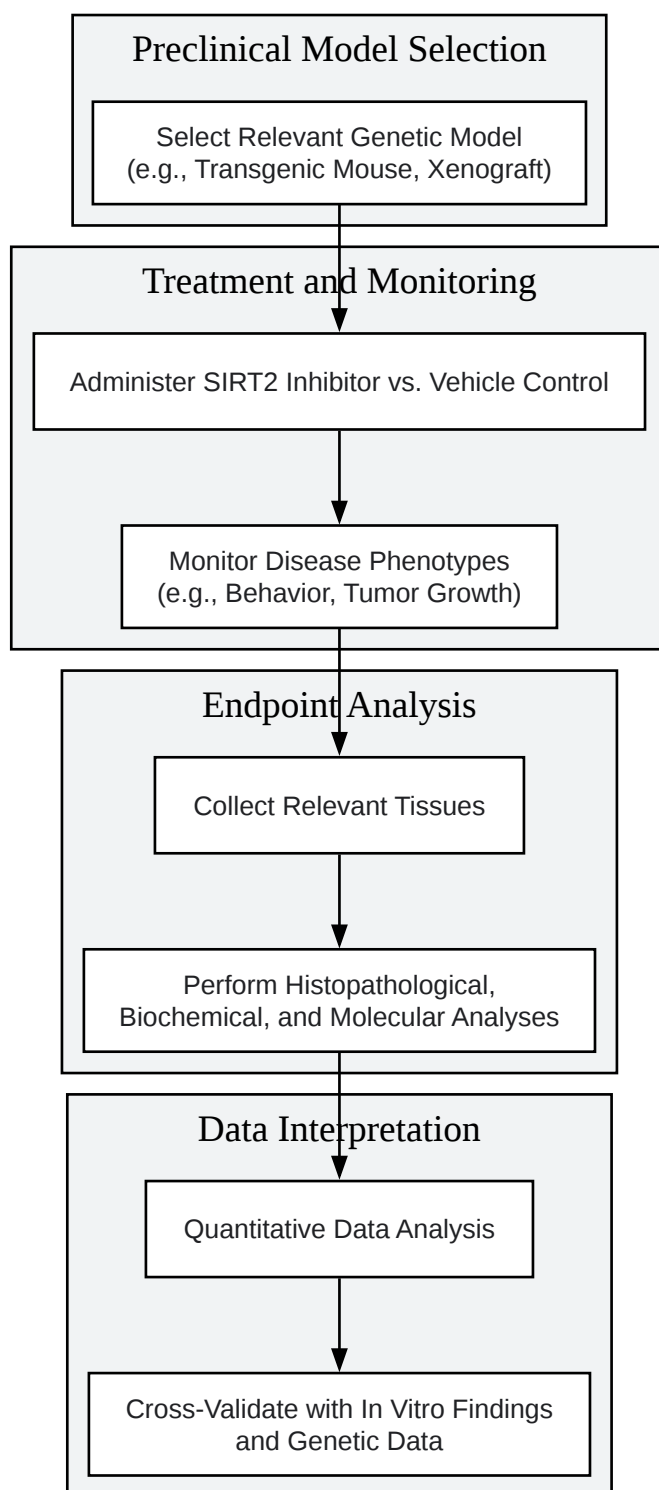 Preclinical Model Selection
Select Relevant Genetic Model
(e.g., Transgenic Mouse, Xenograft)
Treatment and Monitoring
Administer SIRT2 Inhibitor vs. Vehicle Control
Monitor Disease Phenotypes
(e.g., Behavior, Tumor Growth)
Endpoint Analysis
Collect Relevant Tissues
Perform Histopathological,
Biochemical, and Molecular Analyses
Data Interpretation
Quantitative Data Analysis
Cross-Validate with In Vitro Findings
and Genetic Data